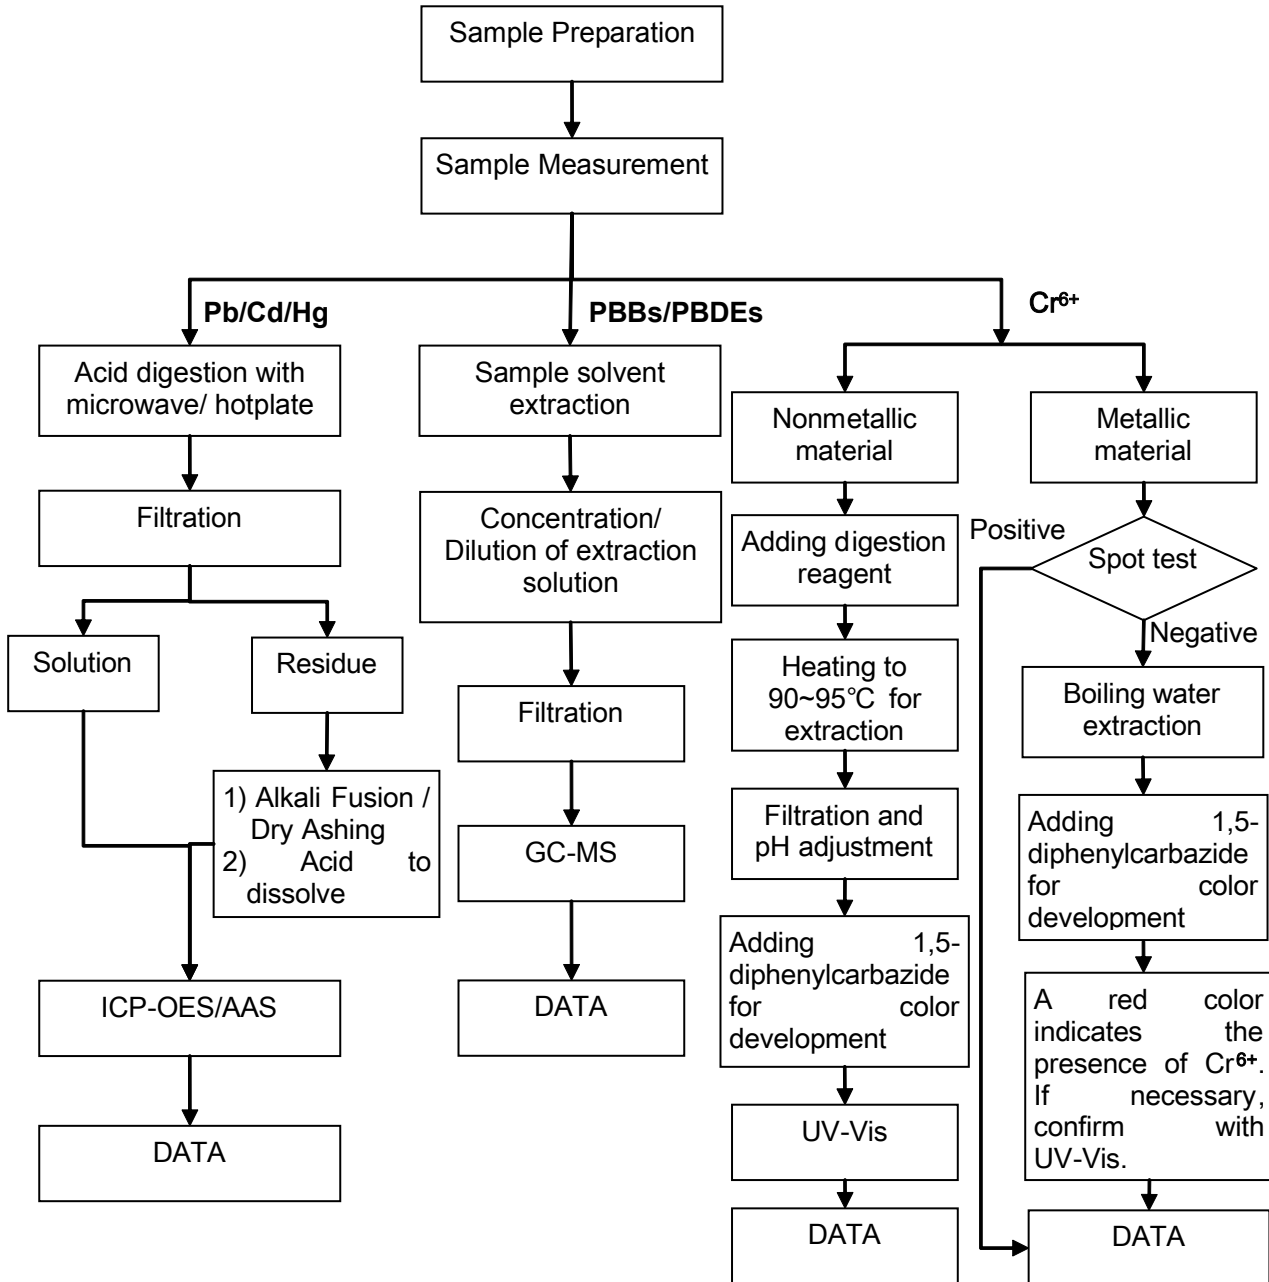 Sample Preparation
Sample Measurement
Pb/Cd/Hg
PBBs/PBDEs
Cr⁶⁺
Acid digestion with
microwave/ hotplate
Filtration
Solution
Residue
1) Alkali Fusion /
Dry Ashing
2) Acid to
dissolve
ICP-OES/AAS
DATA
Sample solvent
extraction
Concentration/
Dilution of extraction
solution
Filtration
GC-MS
DATA
Nonmetallic
material
Adding digestion
reagent
Heating to
90~95℃ for
extraction
Filtration and
pH adjustment
Adding 1,5-
diphenylcarbazide
for color
development
UV-Vis
DATA
Metallic
material
Positive
Spot test
Negative
Boiling water
extraction
Adding 1,5-
diphenylcarbazide
for color
development
A red color
indicates the
presence of Cr⁶⁺.
If necessary,
confirm with
UV-Vis.
DATA